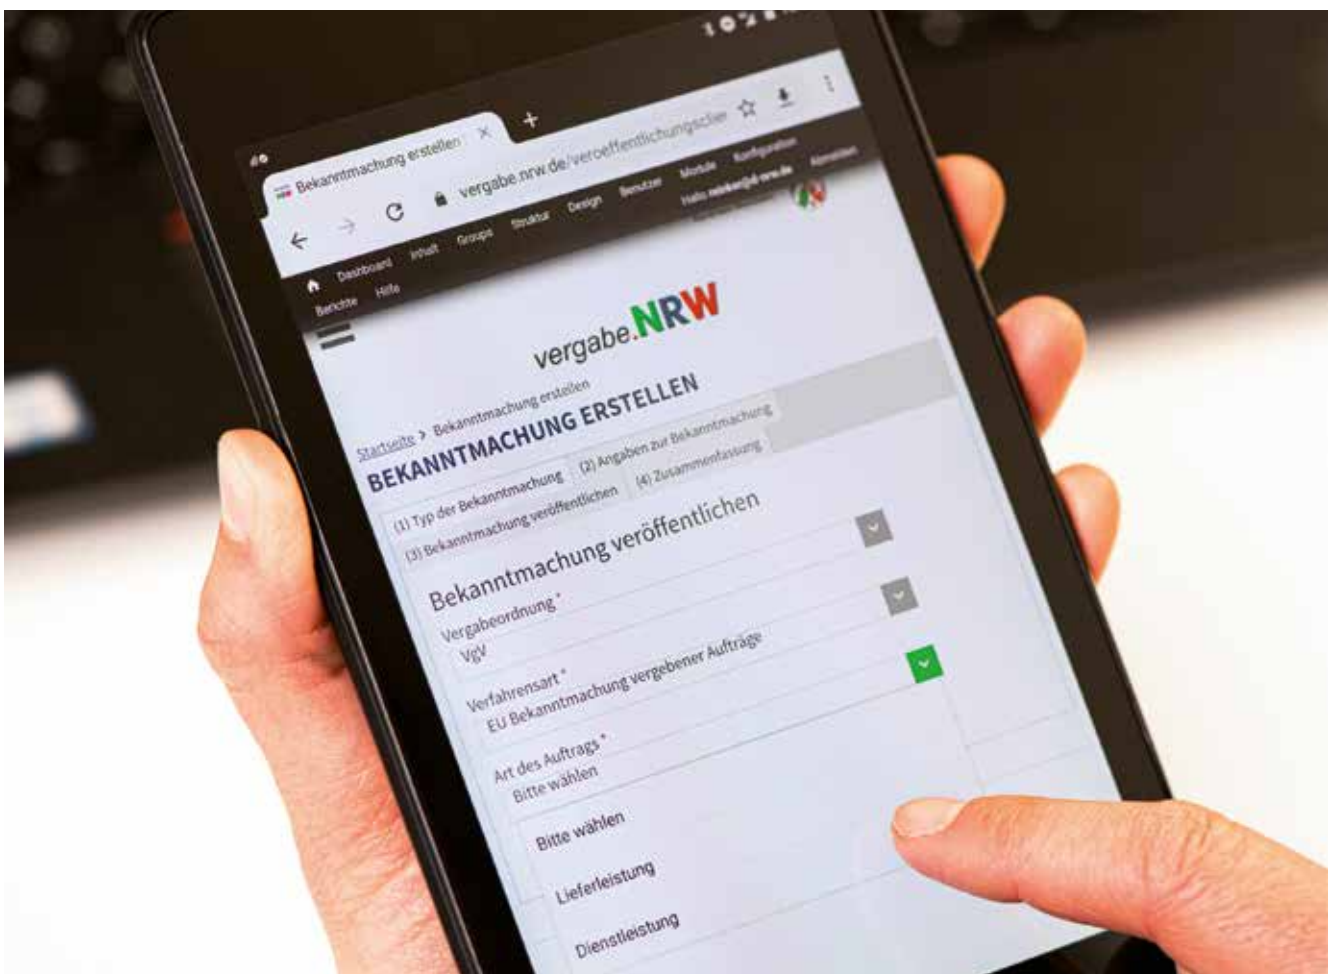 Bekanntmachung erstellen
vergabe.nrw.de/veroeffentlichungsclien
Dashboard Inhalt Groups Struktur Design Benutzer Module Konfiguration
Berichte Hilfe Hallo Abmelden
vergabe.NRW
Startseite > Bekanntmachung erstellen
BEKANNTMACHUNG ERSTELLEN
(1) Typ der Bekanntmachung (2) Angaben zur Bekanntmachung
(3) Bekanntmachung veröffentlichen (4) Zusammenfassung
Bekanntmachung veröffentlichen
Vergabeordnung *
VgV
Verfahrensart *
EU Bekanntmachung vergebener Aufträge
Art des Auftrags *
Bitte wählen
Bitte wählen
Lieferleistung
Dienstleistung